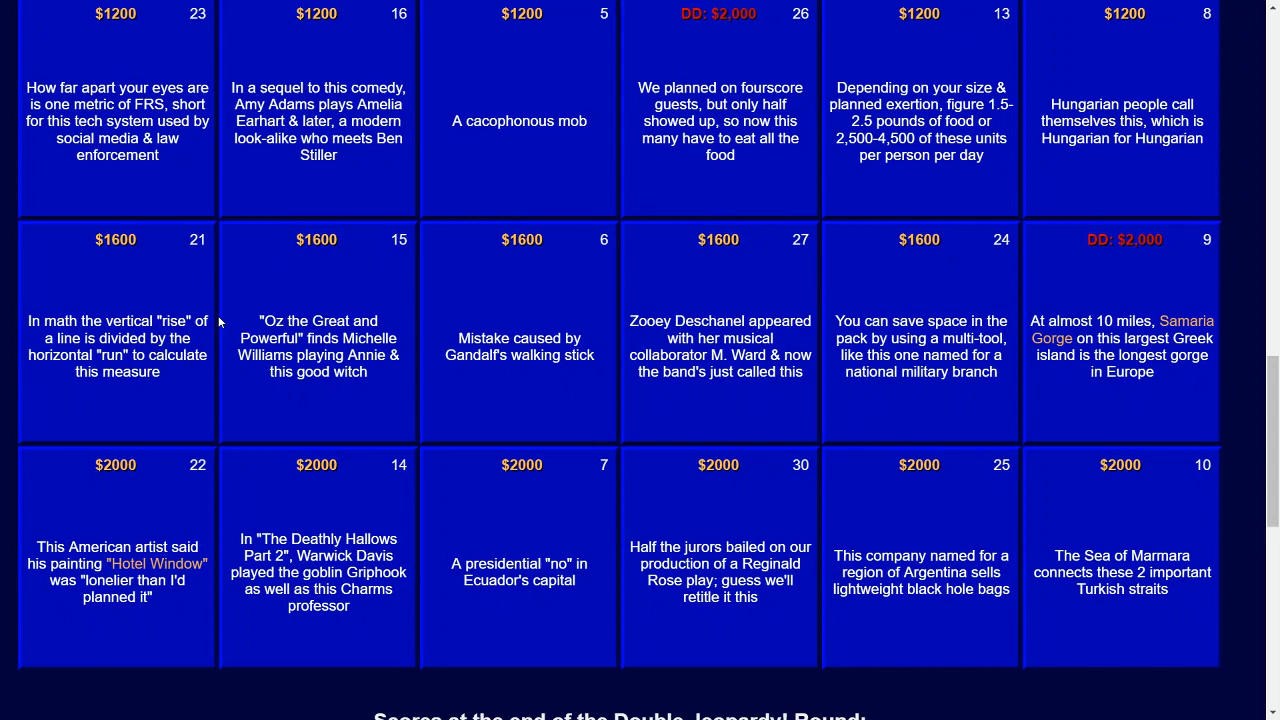 $1200 23
How far apart your eyes are
is one metric of FRS, short
for this tech system used by
social media & law
enforcement
$1200 16
In a sequel to this comedy,
Amy Adams plays Amelia
Earhart & later, a modern
look-alike who meets Ben
Stiller
$1200 5
A cacophonous mob
DD: $2,000 26
We planned on fourscore
guests, but only half
showed up, so now this
many have to eat all the
food
$1200 13
Depending on your size &
planned exertion, figure 1.5-
2.5 pounds of food or
2,500-4,500 of these units
per person per day
$1200 8
Hungarian people call
themselves this, which is
Hungarian for Hungarian
$1600 21
In math the vertical "rise" of
a line is divided by the
horizontal "run" to calculate
this measure
$1600 15
"Oz the Great and
Powerful" finds Michelle
Williams playing Annie &
this good witch
$1600 6
Mistake caused by
Gandalf's walking stick
$1600 27
Zooey Deschanel appeared
with her musical
collaborator M. Ward & now
the band's just called this
$1600 24
You can save space in the
pack by using a multi-tool,
like this one named for a
national military branch
DD: $2,000 9
At almost 10 miles, Samaria
Gorge on this largest Greek
island is the longest gorge
in Europe
$2000 22
This American artist said
his painting "Hotel Window"
was "lonelier than I'd
planned it"
$2000 14
In "The Deathly Hallows
Part 2", Warwick Davis
played the goblin Griphook
as well as this Charms
professor
$2000 7
A presidential "no" in
Ecuador's capital
$2000 30
Half the jurors bailed on our
production of a Reginald
Rose play; guess we'll
retitle it this
$2000 25
This company named for a
region of Argentina sells
lightweight black hole bags
$2000 10
The Sea of Marmara
connects these 2 important
Turkish straits
Scores at the end of the Double Jeopardy! Round: